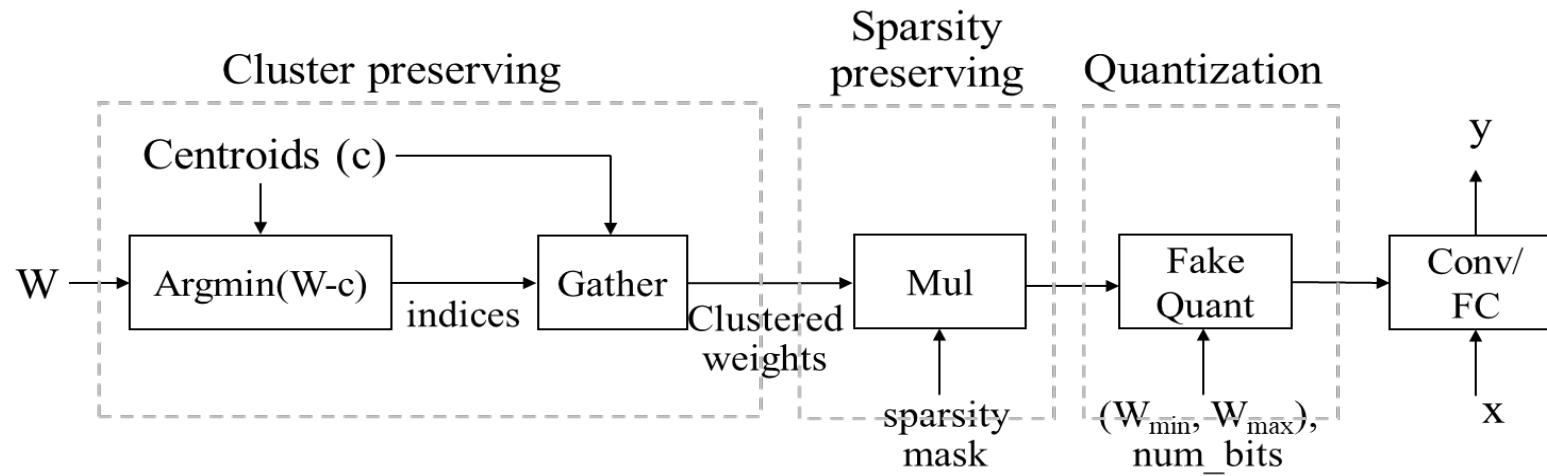 Cluster preserving
Sparsity
preserving
Quantization
Centroids (c)
W
Argmin(W-c)
indices
Gather
Clustered
weights
Mul
sparsity
mask
Fake
Quant
(Wmin, Wmax),
num_bits
y
Conv/
FC
x